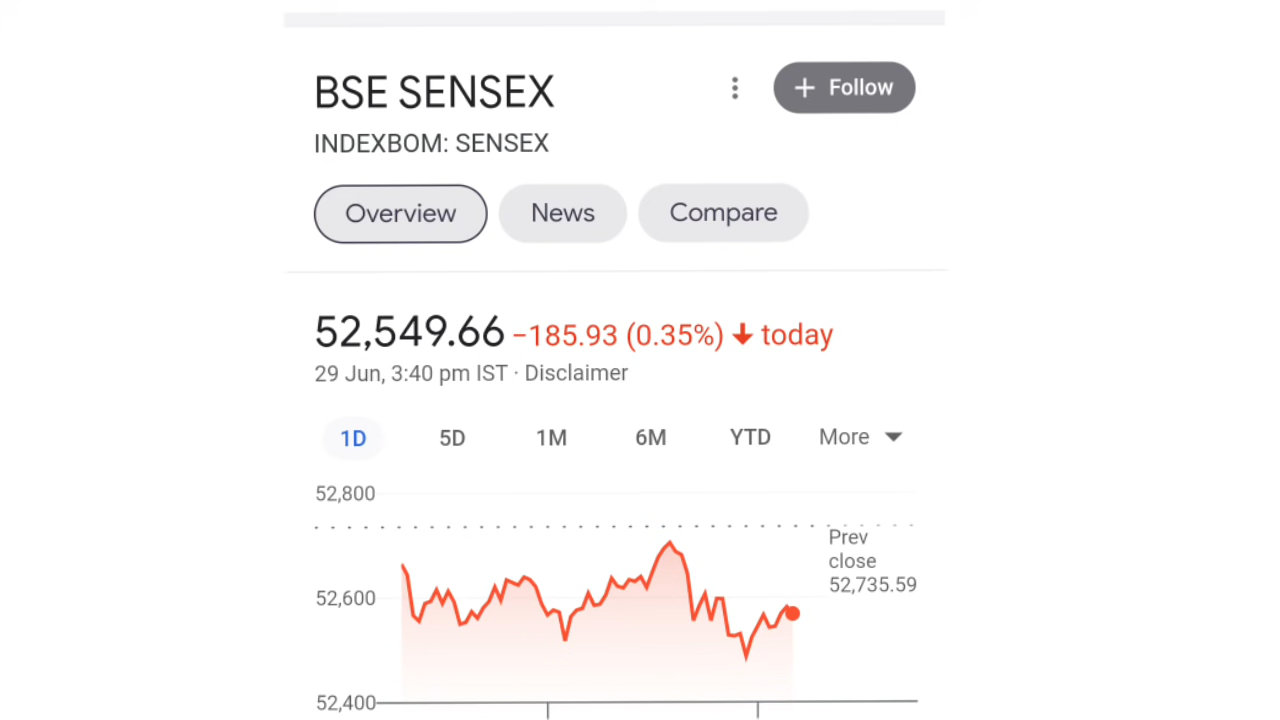 BSE SENSEX
+ Follow
INDEXBOM: SENSEX
Overview News Compare
52,549.66 −185.93 (0.35%) ↓ today
29 Jun, 3:40 pm IST · Disclaimer
1D 5D 1M 6M YTD More
52,800
Prev
close
52,735.59
52,600
52,400